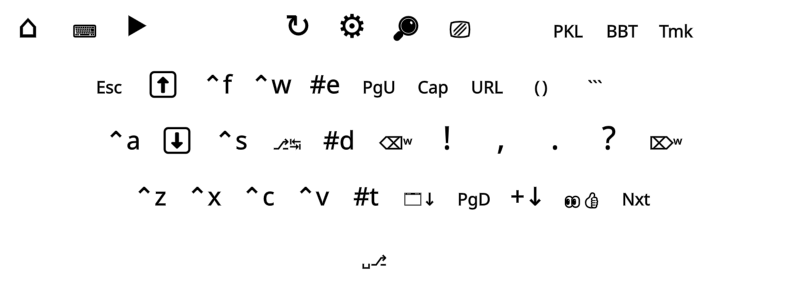 ⌂ ⌨ ▶ ↻ ⚙ 🔎 ⎚ PKL BBT Tmk
Esc ⬆ ^f ^w #e PgU Cap URL () ```
^a ⬇ ^s ⎇↹ #d ⌫ʷ ! , . ? ⌦ʷ
^z ^x ^c ^v #t 🗔↓ PgD +↓ 👀👍 Nxt
␣⎇